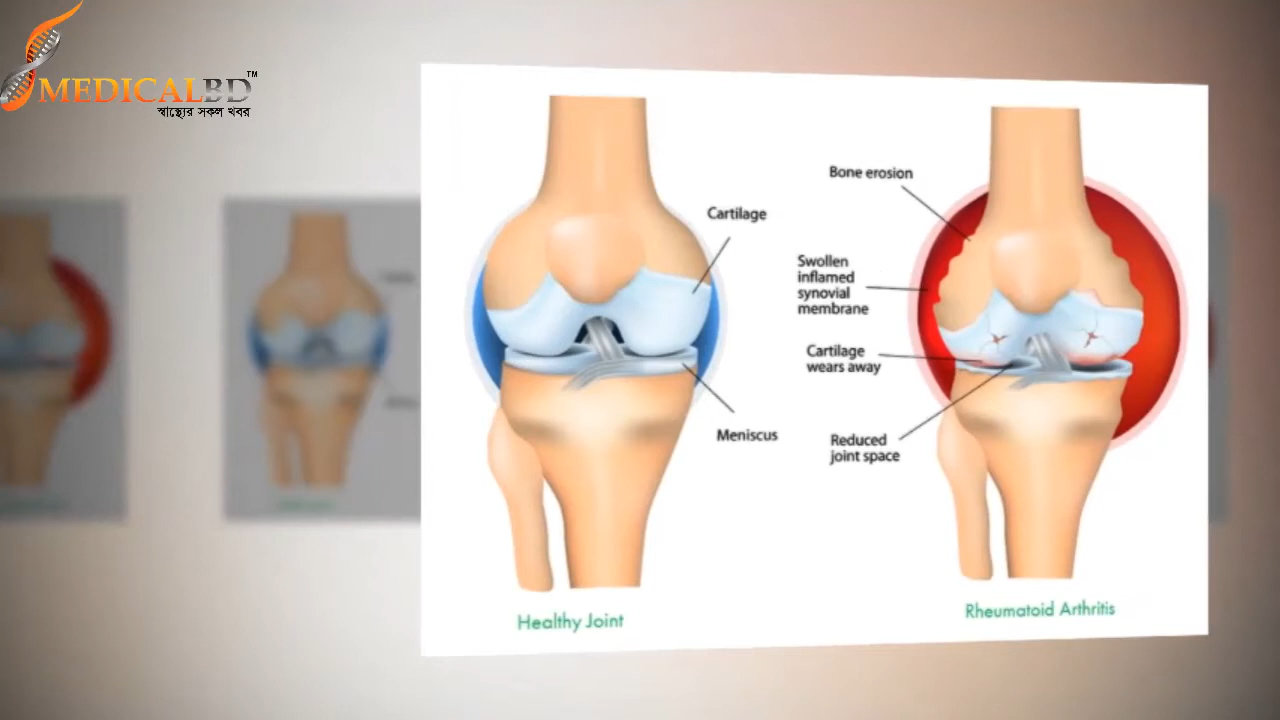 MEDICALBD™
স্বাস্থ্যের সকল খবর
Cartilage
Meniscus
Healthy Joint
Bone erosion
Swollen
inflamed
synovial
membrane
Cartilage
wears away
Reduced
joint space
Rheumatoid Arthritis